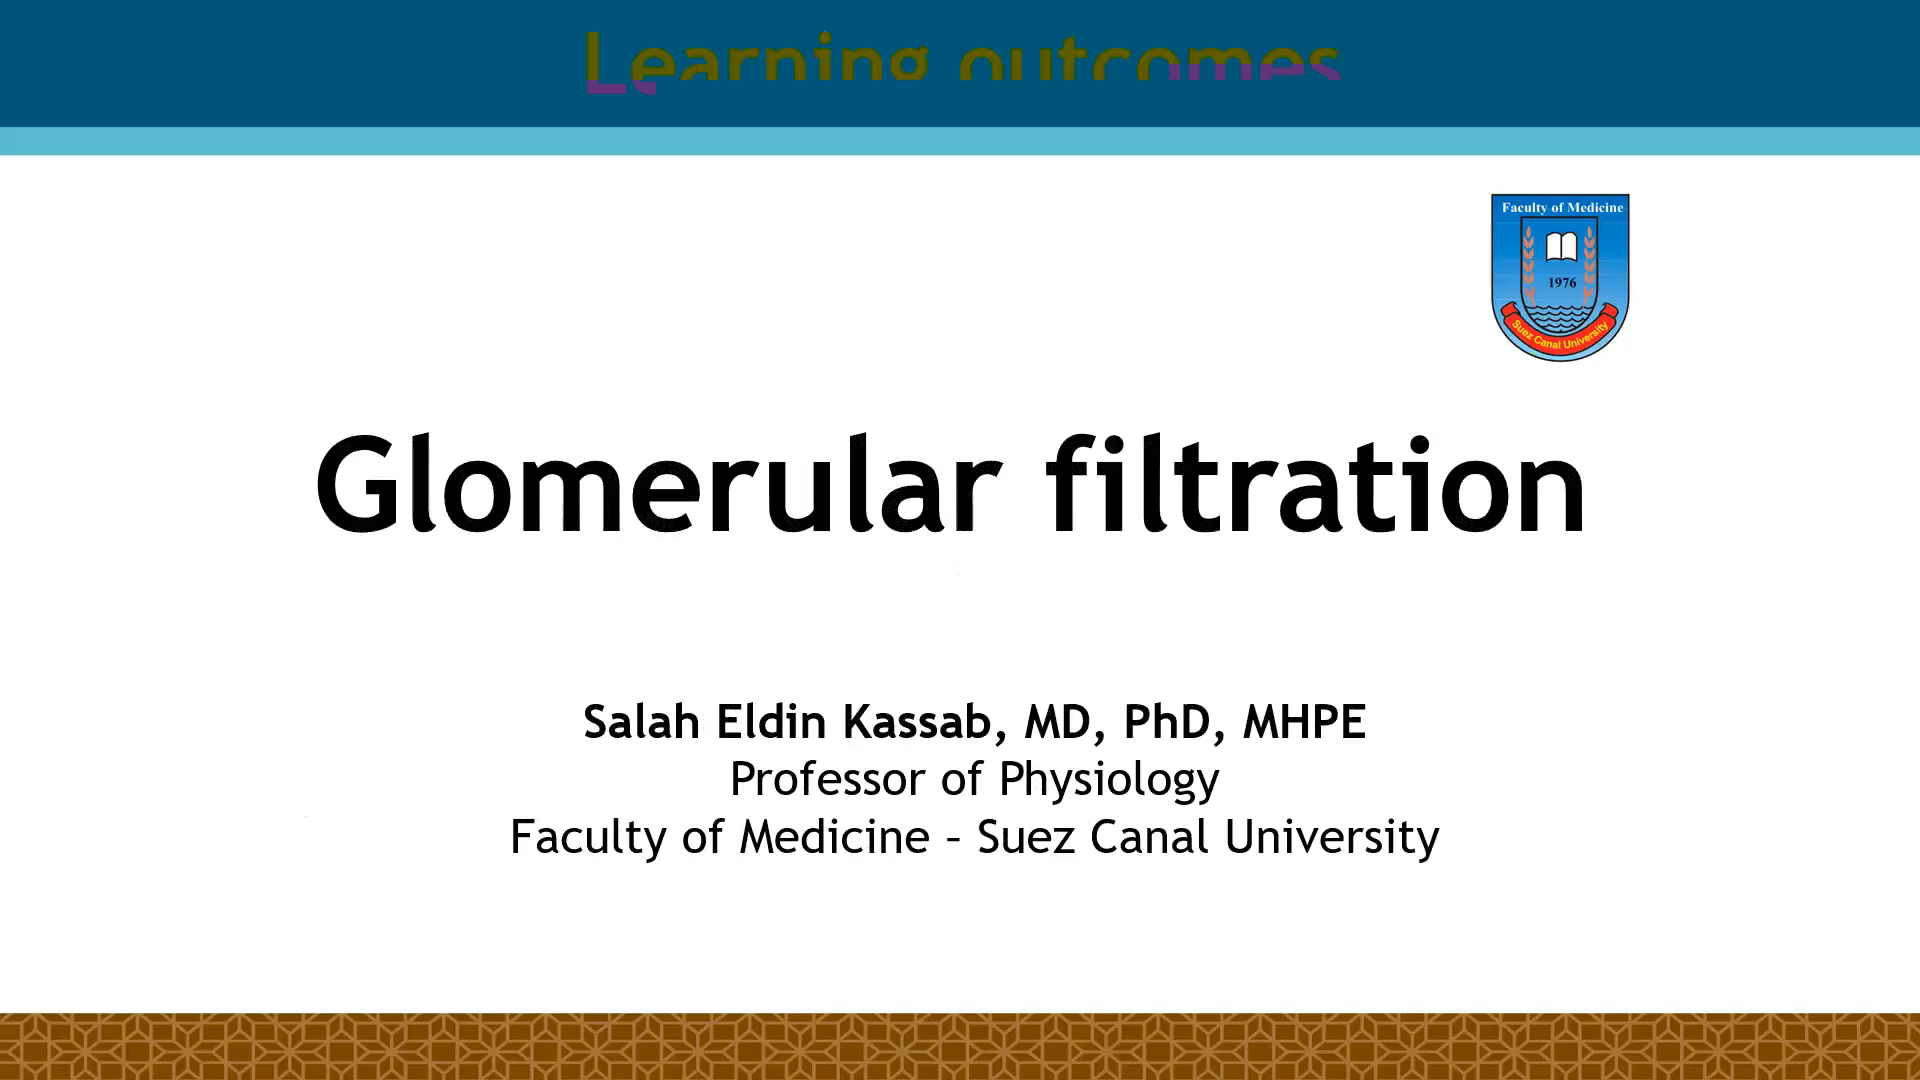 Learning outcomes
Faculty of Medicine
1976
Suez Canal University
Glomerular filtration
Salah Eldin Kassab, MD, PhD, MHPE
Professor of Physiology
Faculty of Medicine – Suez Canal University